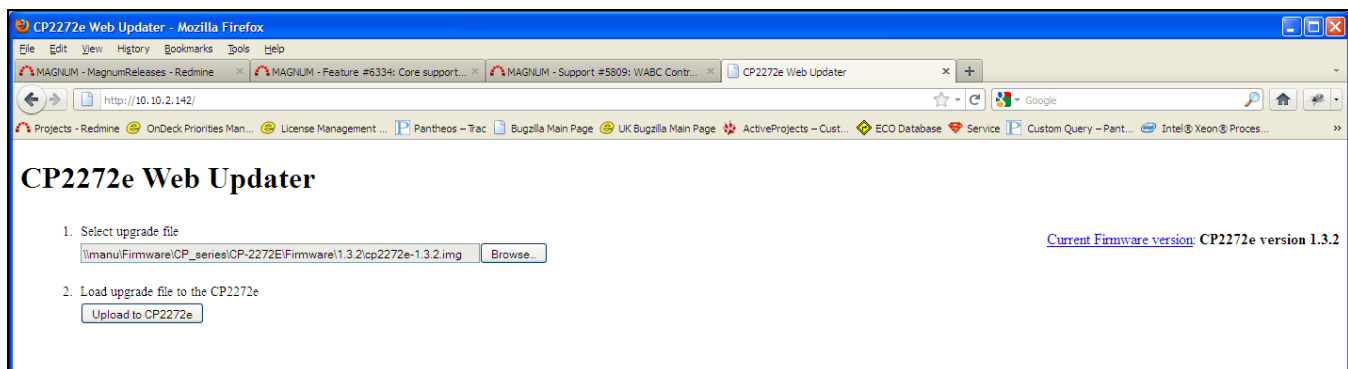 CP2272e Web Updater - Mozilla Firefox
File Edit View History Bookmarks Tools Help
MAGNUM - MagnumReleases - Redmine MAGNUM - Feature #6334: Core support... MAGNUM - Support #5809: WABC Contr... CP2272e Web Updater
http://10.10.2.142/ Google
Projects - Redmine OnDeck Priorities Man... License Management ... Pantheos – Trac Bugzilla Main Page UK Bugzilla Main Page ActiveProjects – Cust... ECO Database Service Custom Query – Pant... Intel® Xeon® Proces... »
CP2272e Web Updater
1. Select upgrade file
\\manu\Firmware\CP_series\CP-2272E\Firmware\1.3.2\cp2272e-1.3.2.img Browse...
Current Firmware version: CP2272e version 1.3.2
2. Load upgrade file to the CP2272e
Upload to CP2272e